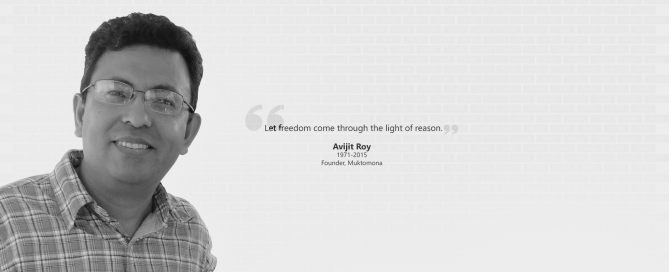 Let freedom come through the light of reason.
Avijit Roy
1971-2015
Founder, Muktomona